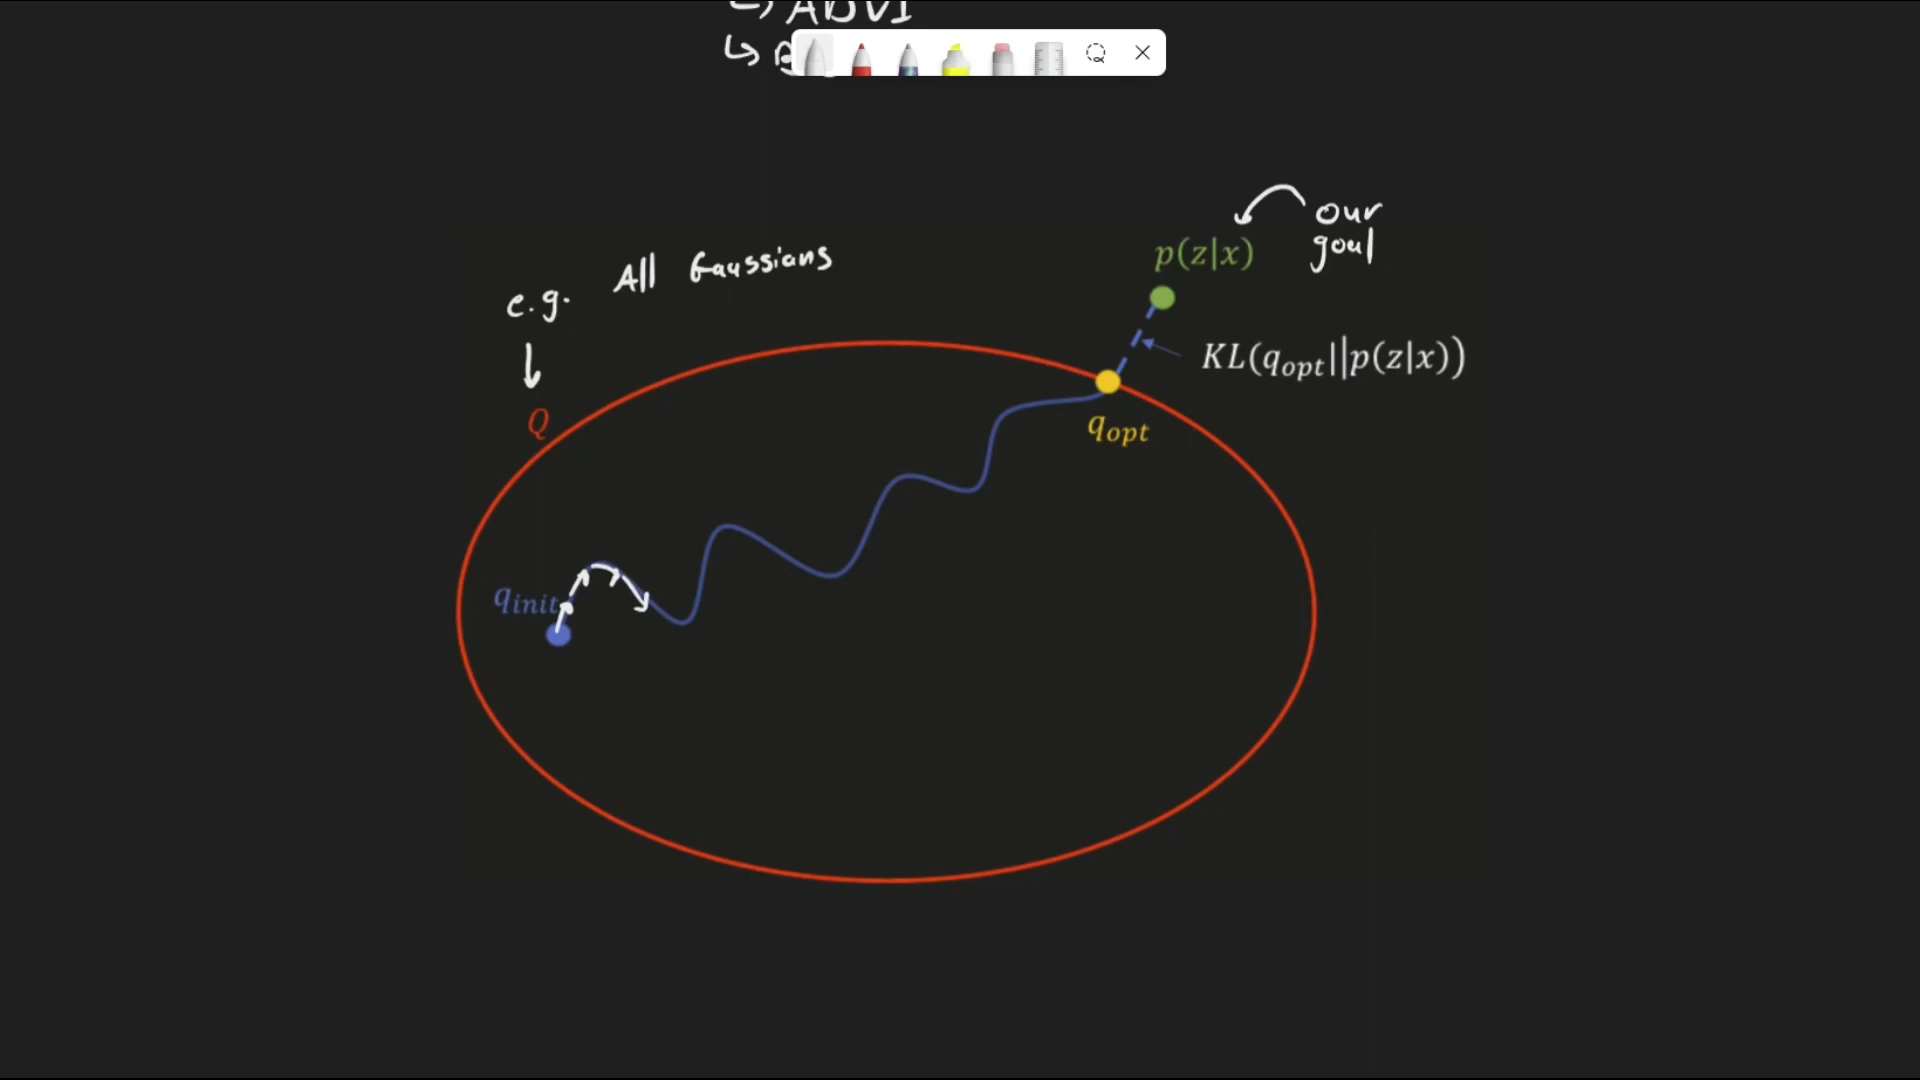 ↳ ADVI
↳ B
our
goal
p(z|x)
All Gaussians
e.g.
KL(q_opt||p(z|x))
Q
q_opt
q_init